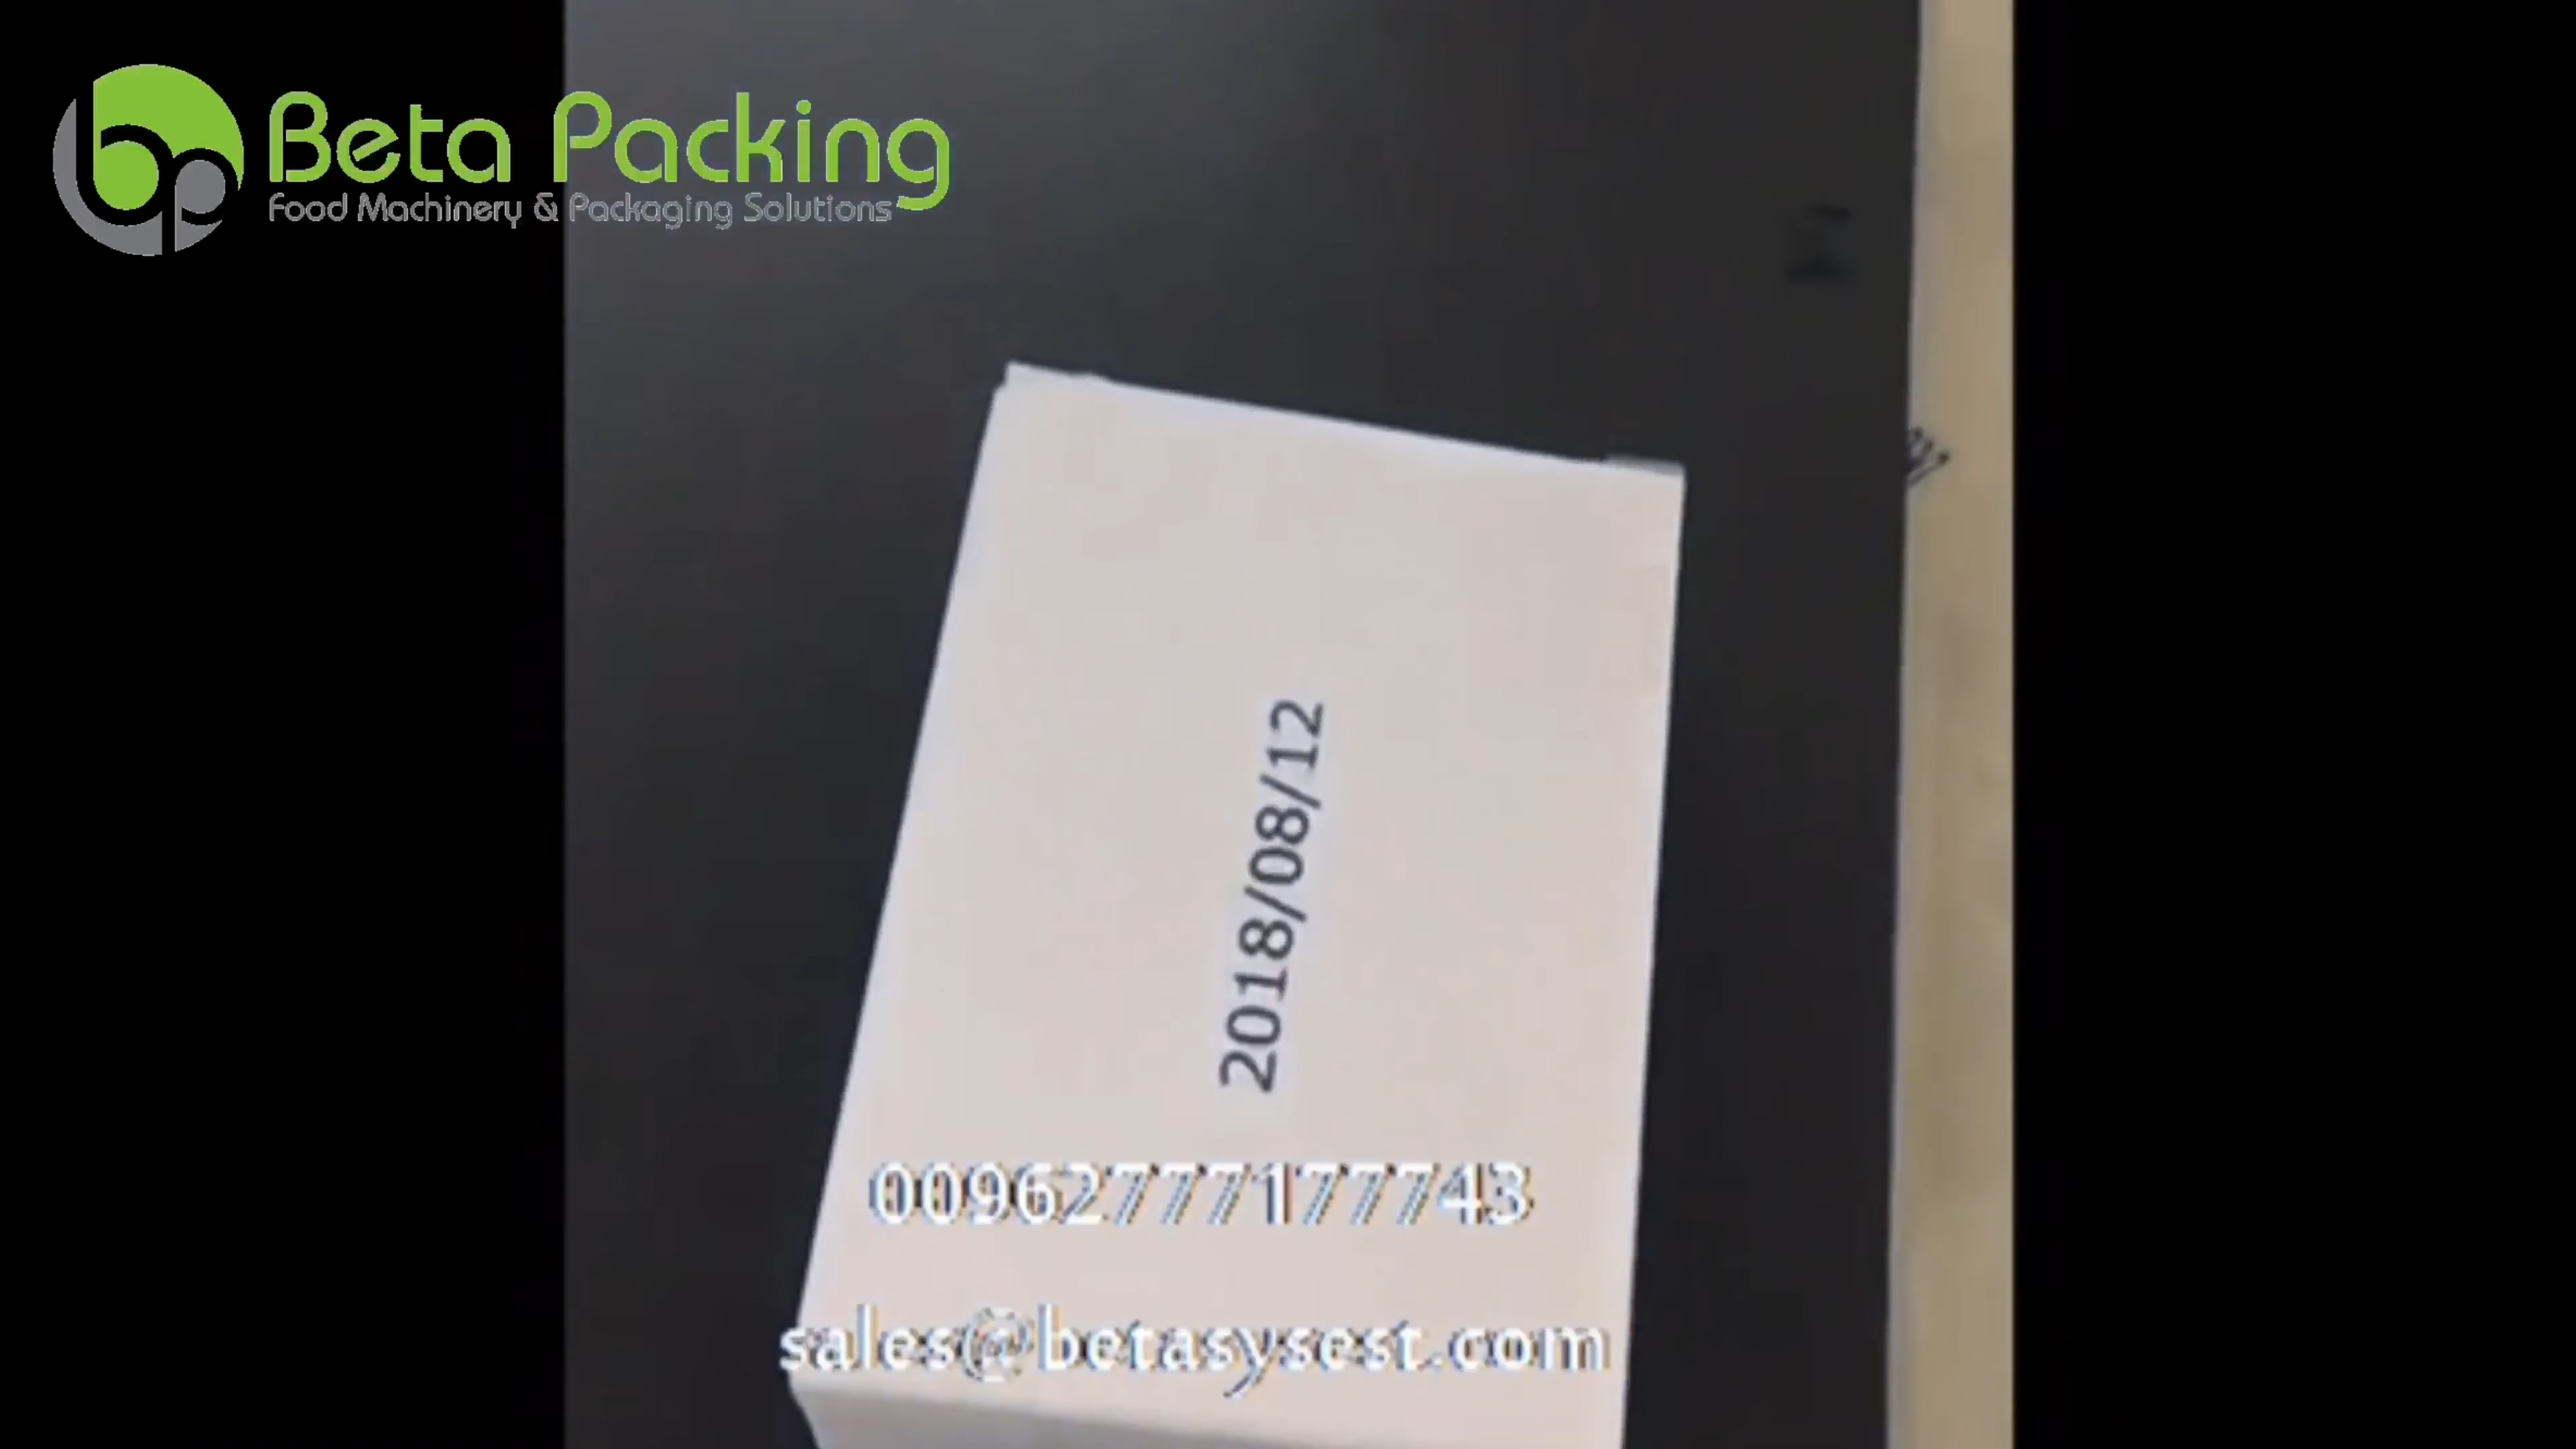 Beta Packing
Food Machinery & Packaging Solutions
2018/08/12
00962777177743
sales@betasysest.com